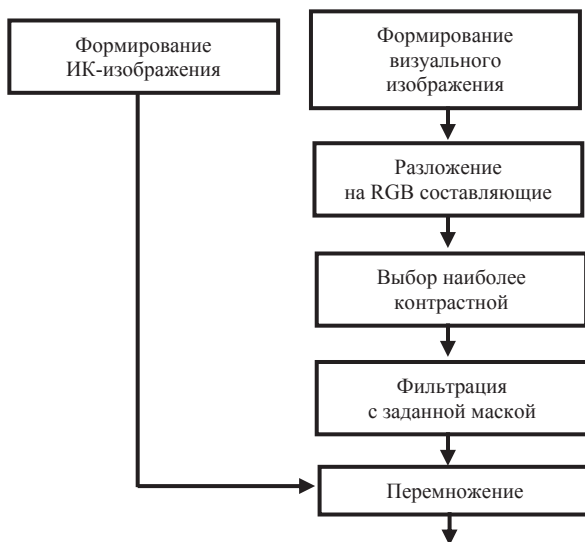 Формирование
ИК-изображения
Формирование
визуального
изображения
Разложение
на RGB составляющие
Выбор наиболее
контрастной
Фильтрация
с заданной маской
Перемножение